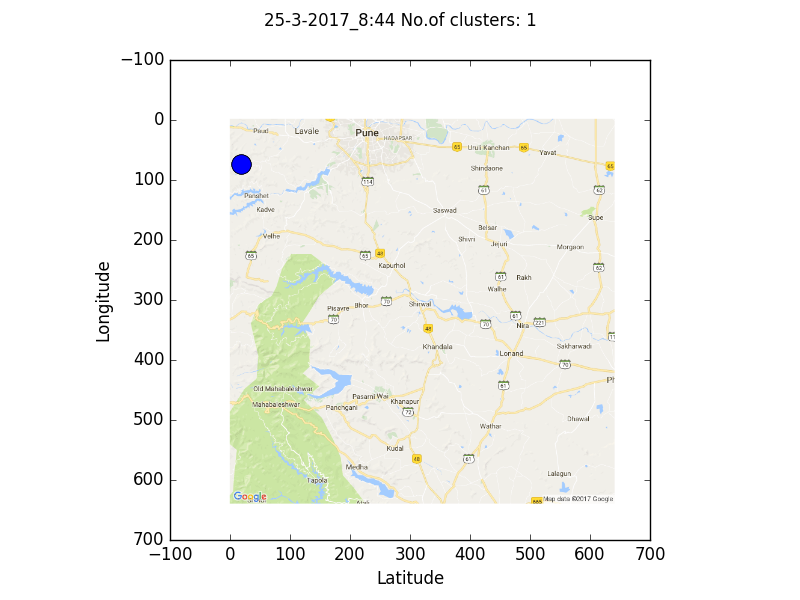 25-3-2017_8:44 No.of clusters: 1
−100
0
100
200
300
400
500
600
700
Longitude
Paud
Lavale
Pune
HADAPSAR
65
Uruli Kanchan
65
Yavat
65
Shindaone
114
61
62
Panshet
Kadve
Saswad
Supe
Velhe
Belsar
Shivri
Jejuri
Morgaon
65
65
48
Kapurhol
62
61
Rakh
Walhe
Pisavre
Bhor
70
Shirwal
70
48
70
61
221
Nira
Khandala
Lonand
Sakharwadi
70
61
Old Mahabaleshwar
Mahabaleshwar
Panchgani
Pasarni
Wai
Khanapur
72
Wathar
Dhawal
Kudal
48
61
Medha
Tapola
Lalagun
Google
Map data ©2017 Google
−100 0 100 200 300 400 500 600 700
Latitude